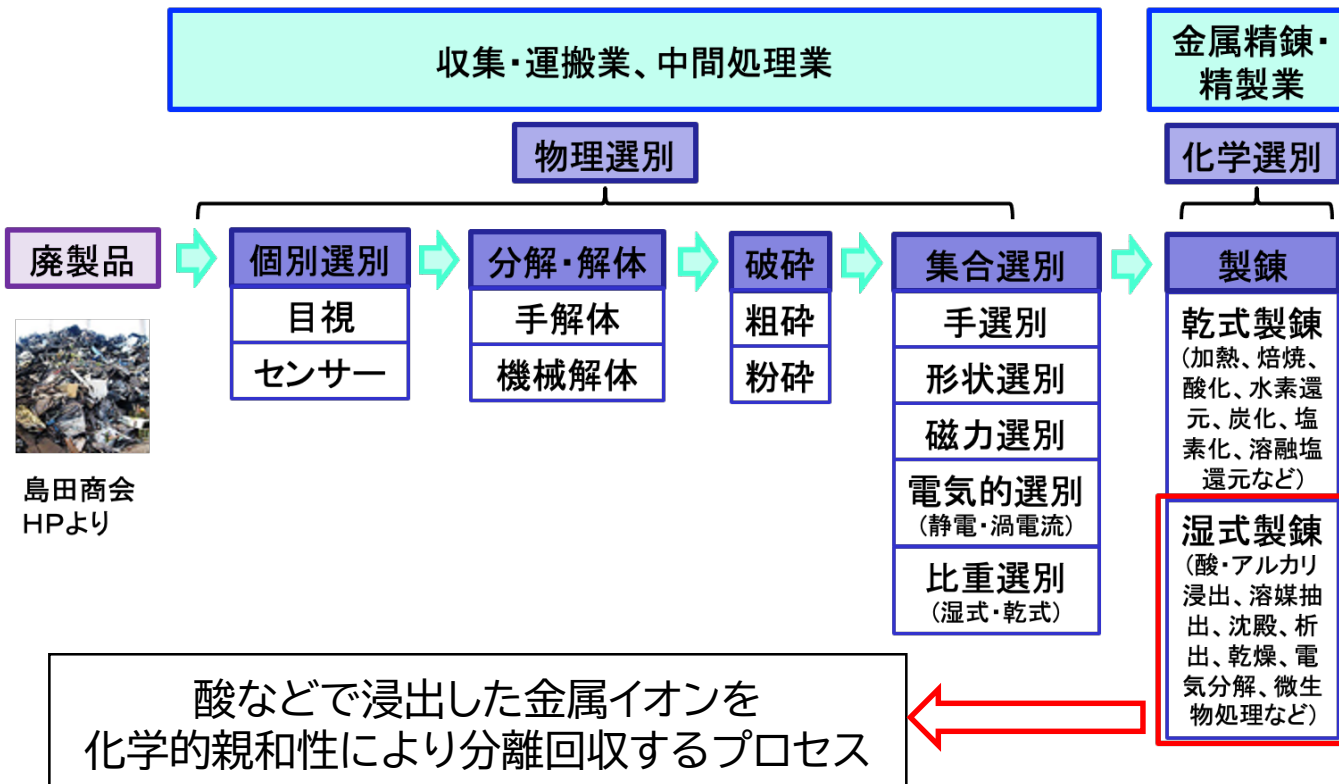 収集・運搬業、中間処理業
金属精錬・
精製業
物理選別
化学選別
廃製品
個別選別
分解・解体
破砕
集合選別
製錬
目視
センサー
手解体
機械解体
粗砕
粉砕
手選別
形状選別
磁力選別
電気的選別
(静電・渦電流)
比重選別
(湿式・乾式)
乾式製錬
(加熱、焙焼、
酸化、水素還
元、炭化、塩
素化、溶融塩
還元など)
湿式製錬
(酸・アルカリ
浸出、溶媒抽
出、沈殿、析
出、乾燥、電
気分解、微生
物処理など)
島田商会
HPより
酸などで浸出した金属イオンを
化学的親和性により分離回収するプロセス